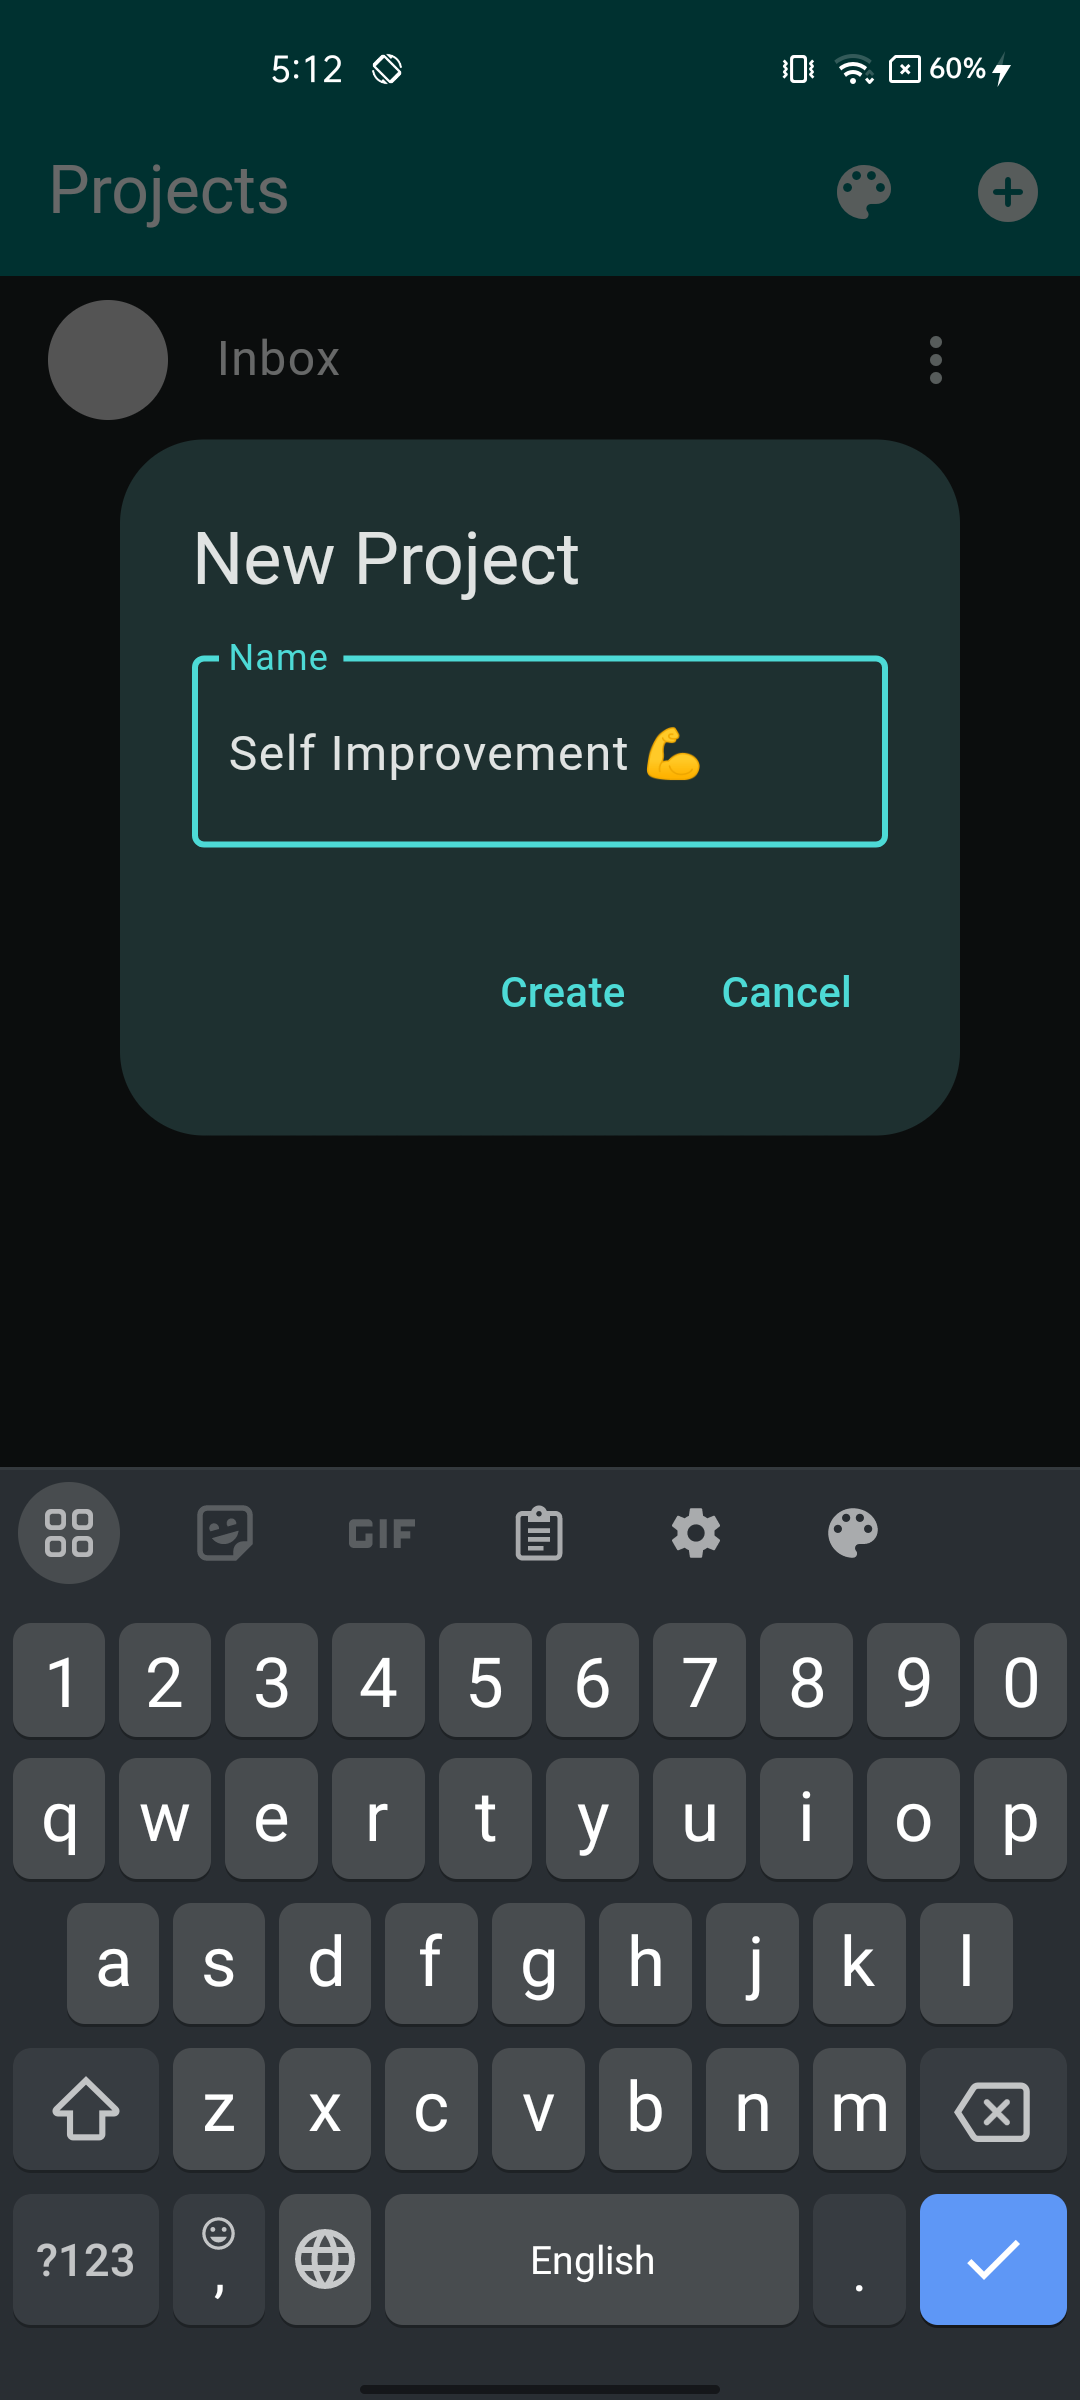 5:12 60%
Projects
Inbox
New Project
Name
Self Improvement 💪
Create Cancel
GIF
1 2 3 4 5 6 7 8 9 0
q w e r t y u i o p
a s d f g h j k l
z x c v b n m
?123 , English .